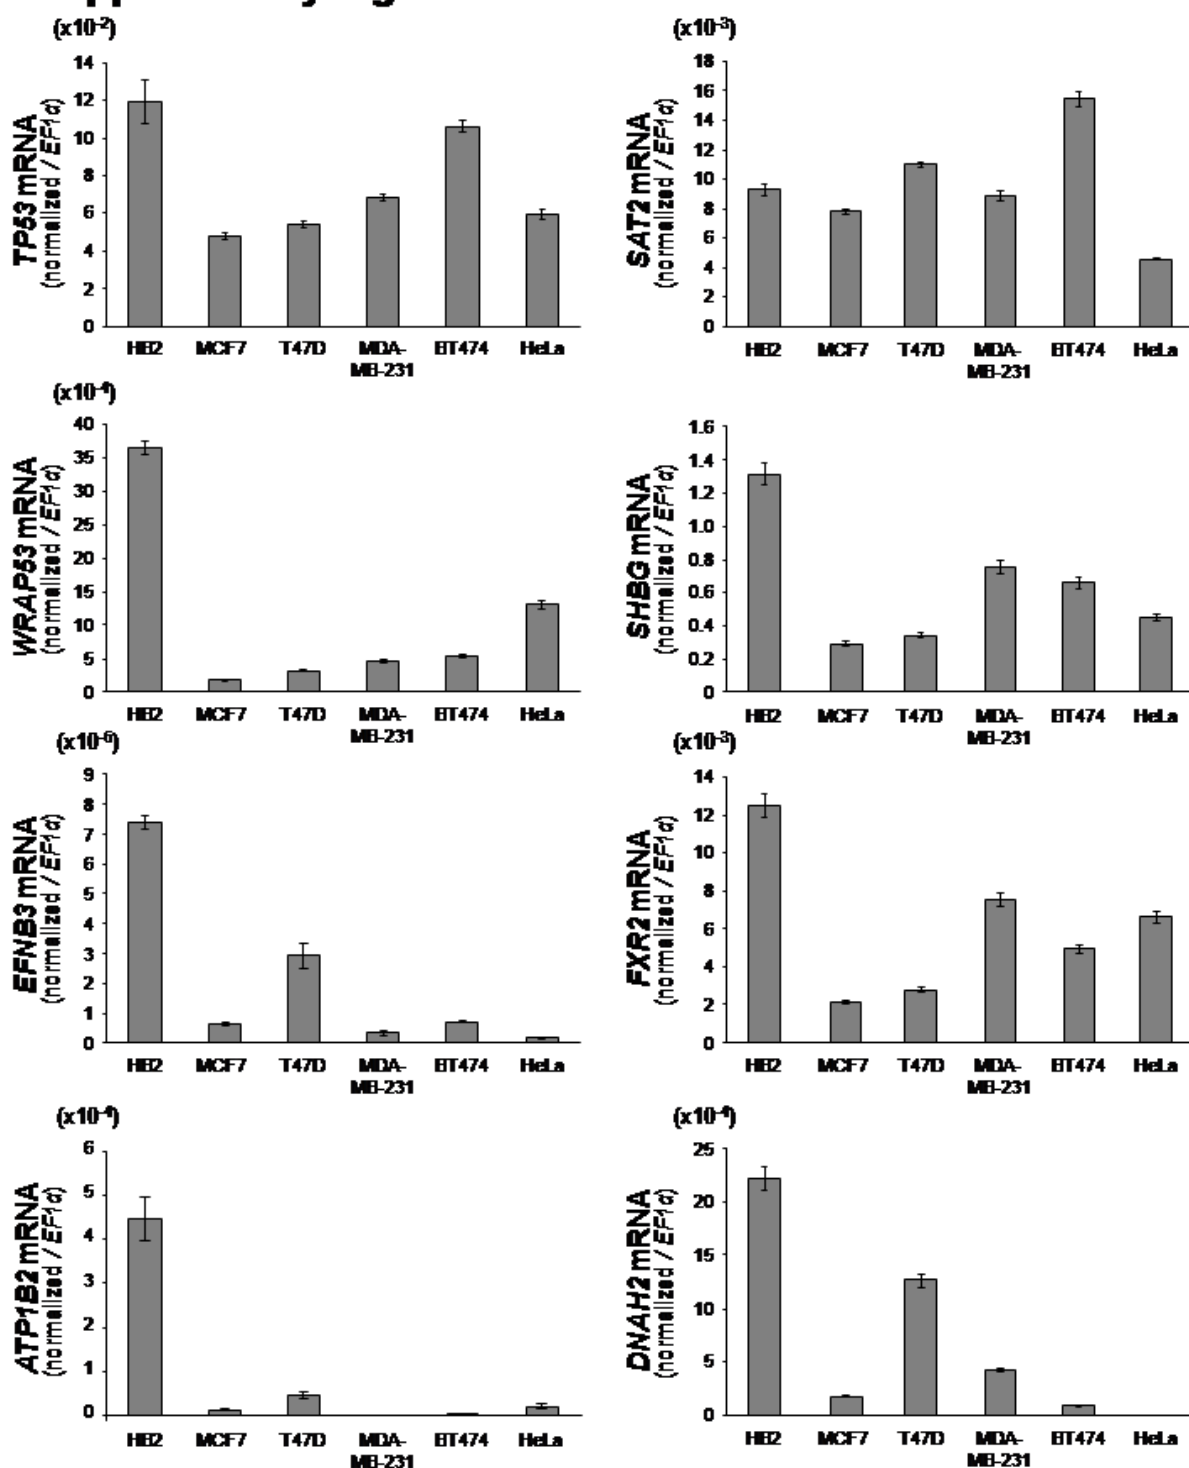 (x10-2)
14
12
10
8
6
4
2
0
TP53 mRNA
(normalized / EF1α)
HB2 MCF7 T47D MDA- BT474 HeLa
MB-231
(x10-3)
18
16
14
12
10
8
6
4
2
0
SAT2 mRNA
(normalized / EF1α)
HB2 MCF7 T47D MDA- BT474 HeLa
MB-231
(x10-4)
40
35
30
25
20
15
10
5
0
WRAP53 mRNA
(normalized / EF1α)
HB2 MCF7 T47D MDA- BT474 HeLa
MB-231
1.6
1.4
1.2
1.0
0.8
0.6
0.4
0.2
0
SHBG mRNA
(normalized / EF1α)
HB2 MCF7 T47D MDA- BT474 HeLa
MB-231
9
8
7
6
5
4
3
2
1
0
EFNB3 mRNA
(normalized / EF1α)
HB2 MCF7 T47D MDA- BT474 HeLa
MB-231
(x10-3)
14
12
10
8
6
4
2
0
FXR2 mRNA
(normalized / EF1α)
HB2 MCF7 T47D MDA- BT474 HeLa
MB-231
(x10-4)
6
5
4
3
2
1
0
ATP1B2 mRNA
(normalized / EF1α)
HB2 MCF7 T47D MDA- BT474 HeLa
MB-231
(x10-4)
25
20
15
10
5
0
DNAH2 mRNA
(normalized / EF1α)
HB2 MCF7 T47D MDA- BT474 HeLa
MB-231